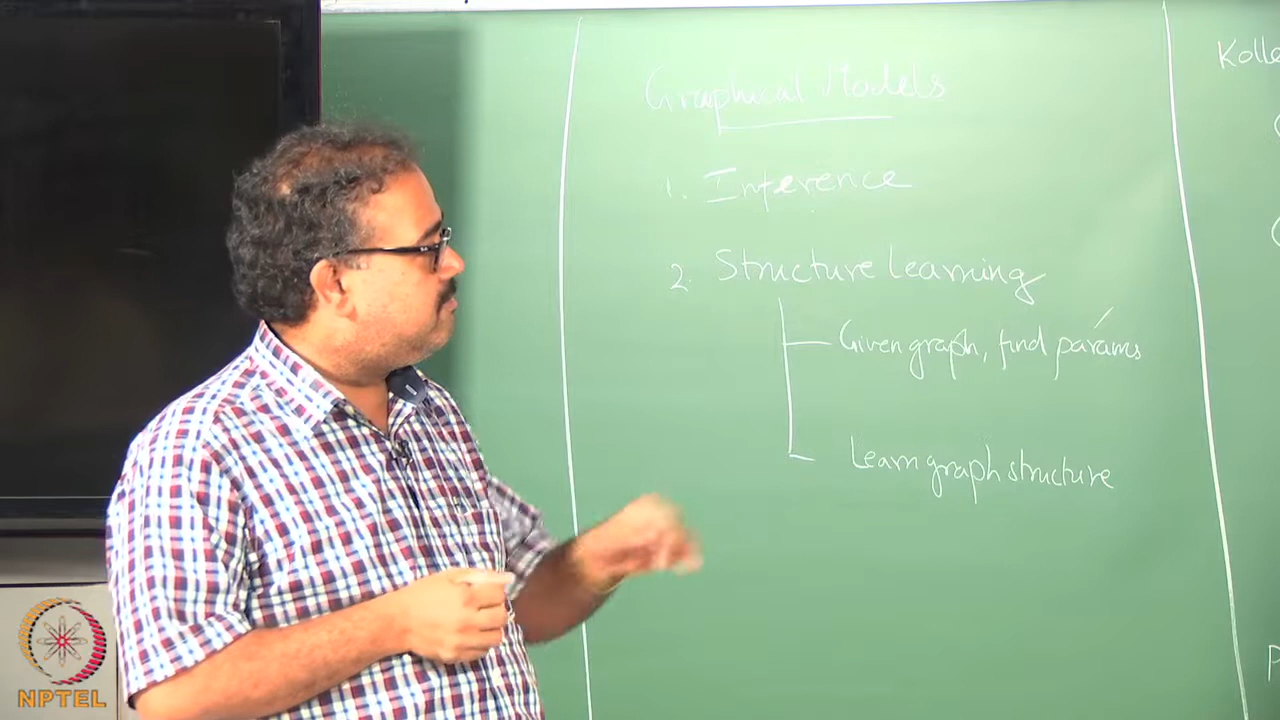 Graphical Models
1. Inference
2. Structure Learning
Given graph, find params
Learn graph structure
Kolle
P
NPTEL